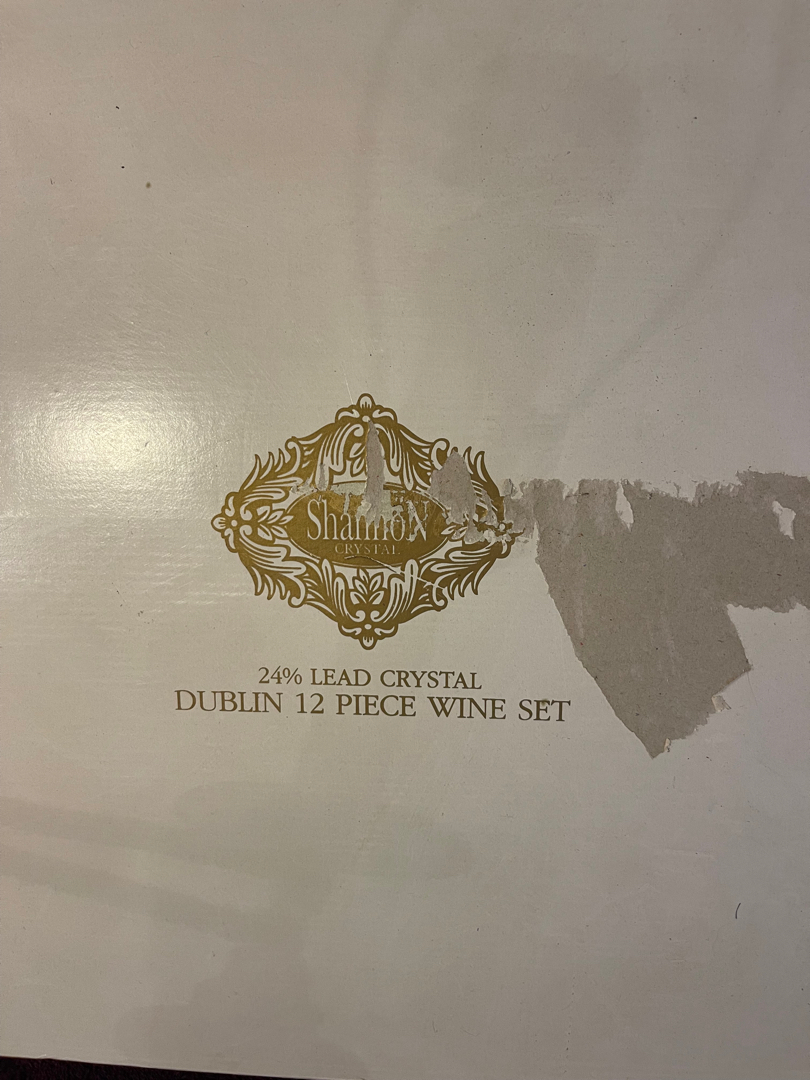 Shannon
CRYSTAL
24% LEAD CRYSTAL
DUBLIN 12 PIECE WINE SET